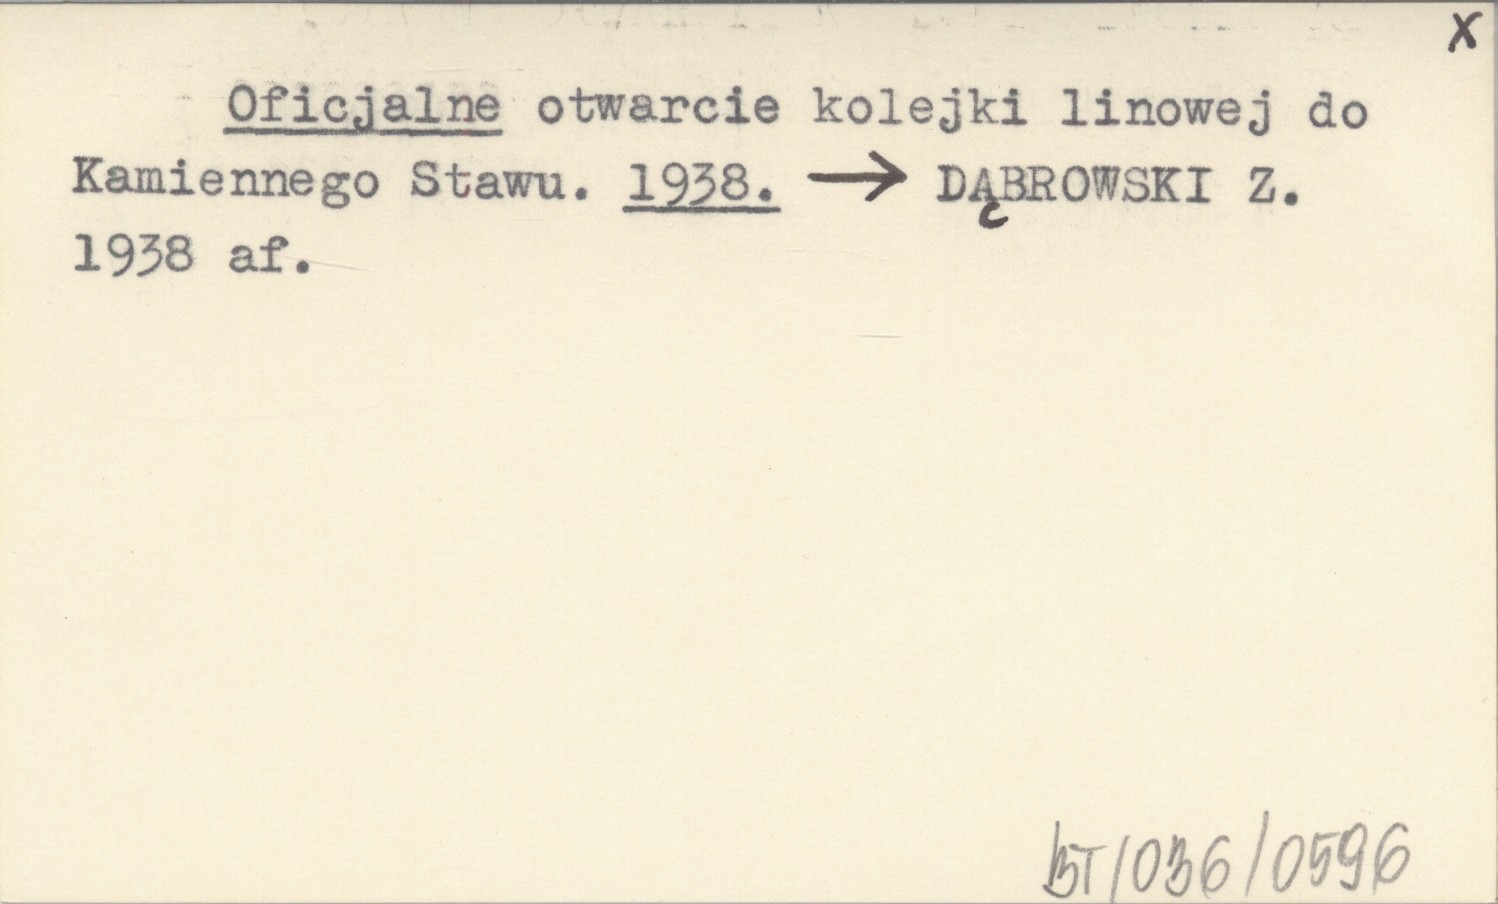 X
Oficjalne otwarcie kolejki linowej do
Kamiennego Stawu. 1938. → DĄBROWSKI Z.
1938 af.
BT/036/0596